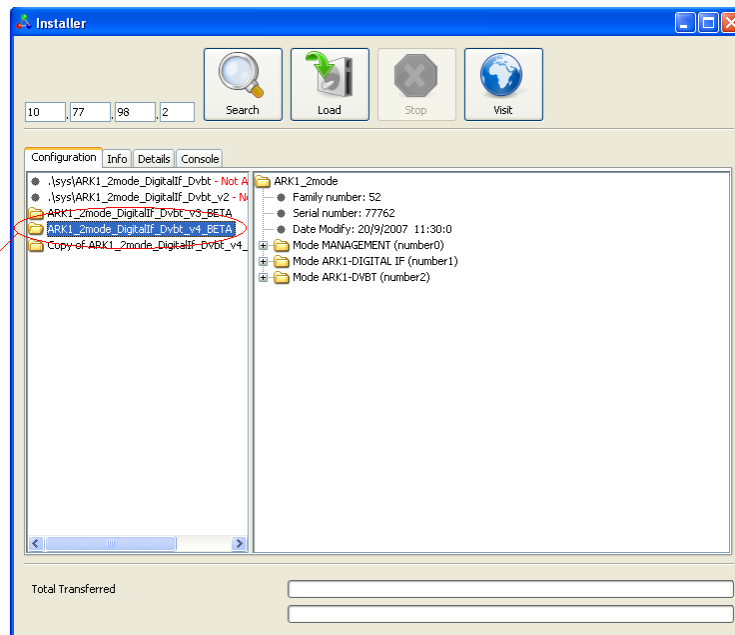 Installer
10 .77 .98 .2
Search Load Stop Visit
Configuration Info Details Console
.\sys\ARK1_2mode_DigitalIf_Dvbt - Not A
.\sys\ARK1_2mode_DigitalIf_Dvbt_v2 - N
ARK1_2mode_DigitalIf_Dvbt_v3_BETA
ARK1_2mode_DigitalIf_Dvbt_v4_BETA
Copy of ARK1_2mode_DigitalIf_Dvbt_v4_
ARK1_2mode
Family number: 52
Serial number: 77762
Date Modify: 20/9/2007 11:30:0
Mode MANAGEMENT (number0)
Mode ARK1-DIGITAL IF (number1)
Mode ARK1-DVBT (number2)
Total Transferred